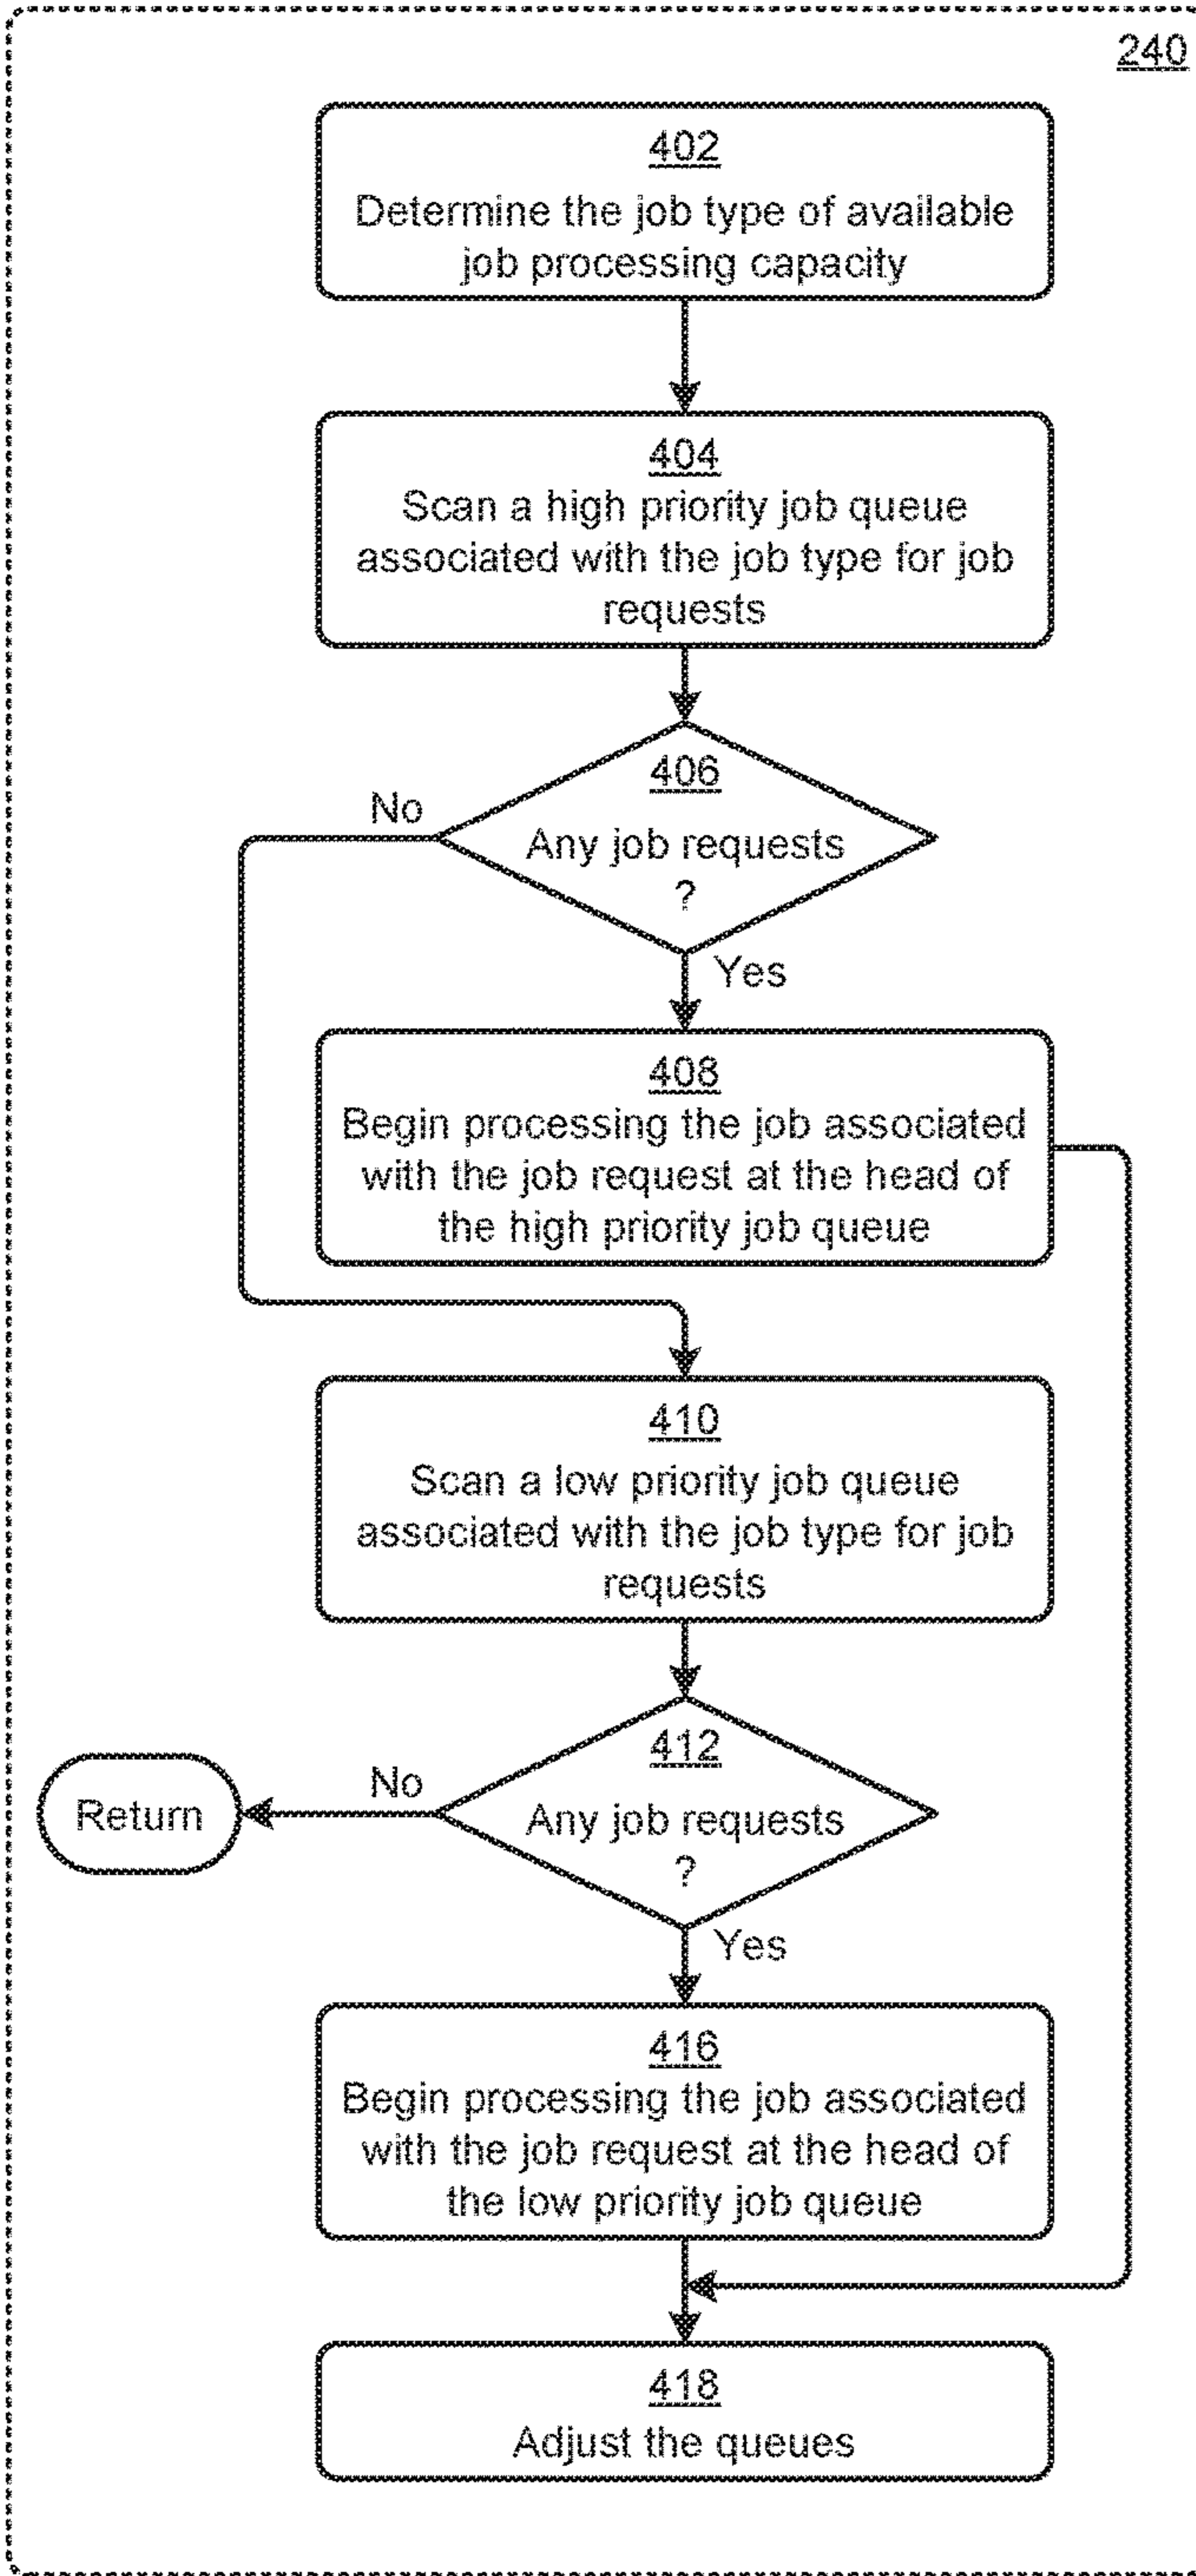 240
402
Determine the job type of available
job processing capacity
404
Scan a high priority job queue
associated with the job type for job
requests
406
No
Any job requests
?
Yes
408
Begin processing the job associated
with the job request at the head of
the high priority job queue
410
Scan a low priority job queue
associated with the job type for job
requests
412
No
Return
Any job requests
?
Yes
416
Begin processing the job associated
with the job request at the head of
the low priority job queue
418
Adjust the queues